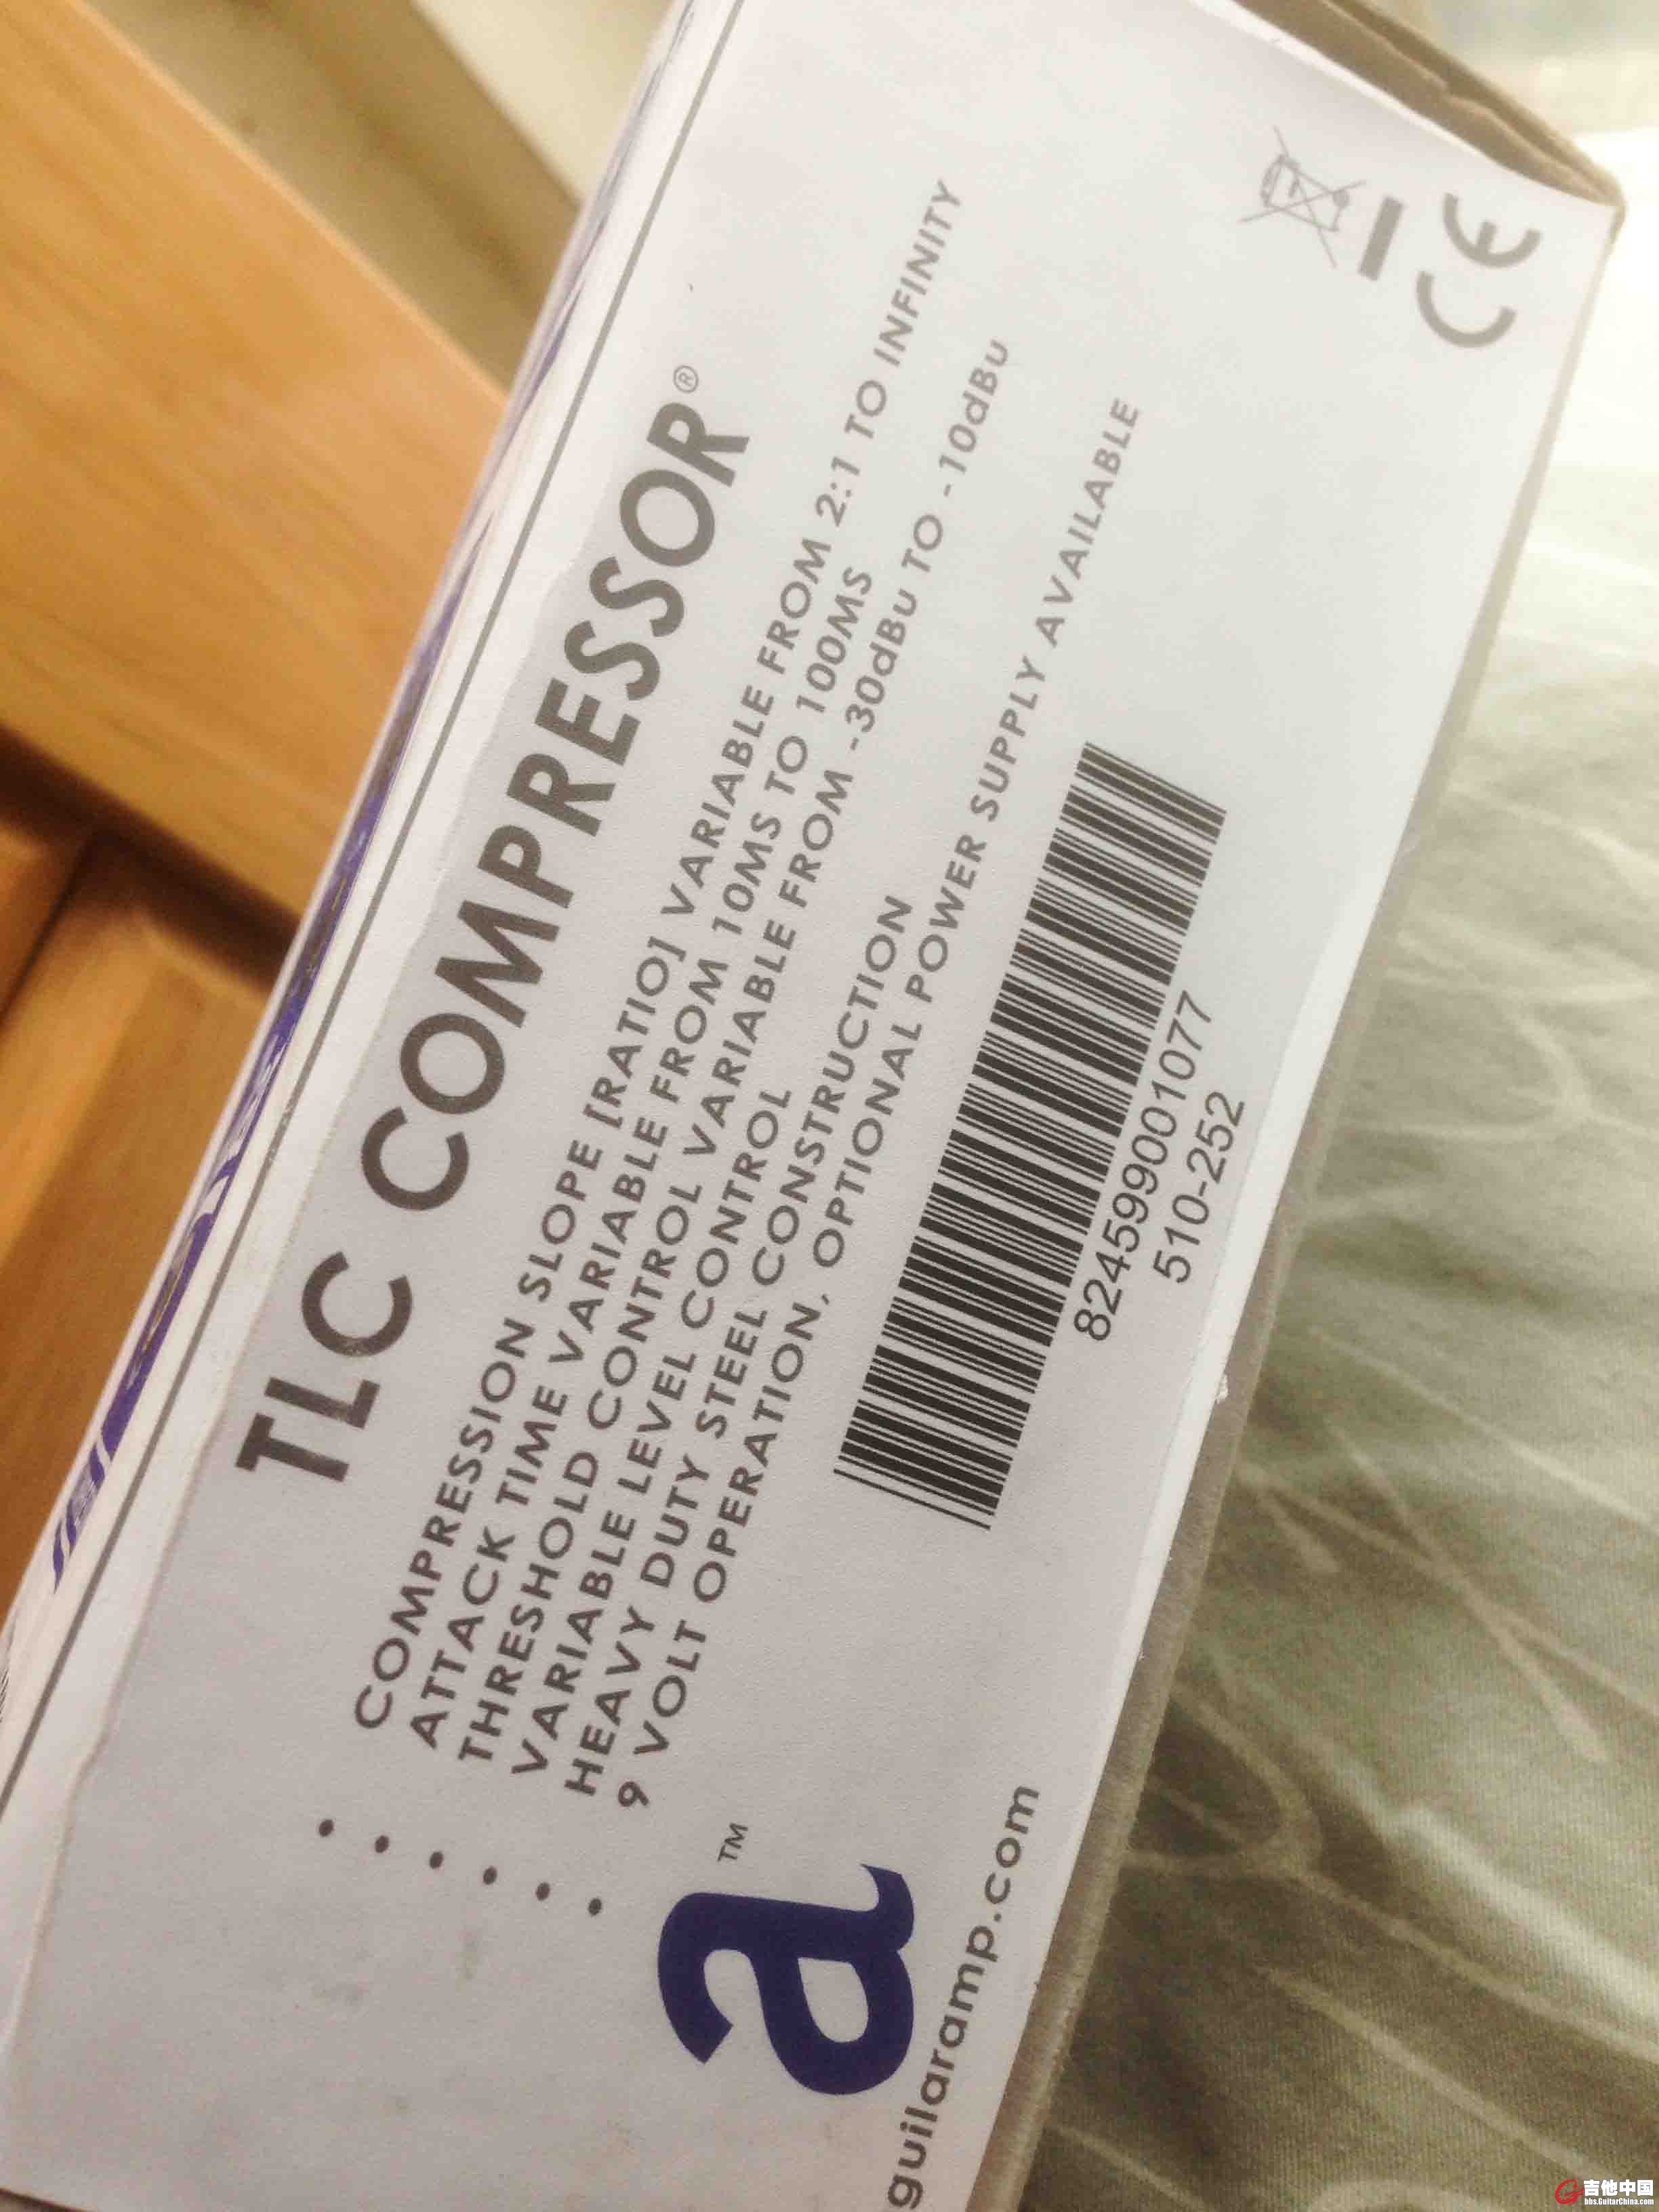 TLC COMPRESSOR®
• COMPRESSION SLOPE [RATIO] VARIABLE FROM 2:1 TO INFINITY
• ATTACK TIME VARIABLE FROM 10MS TO 100MS
• THRESHOLD CONTROL VARIABLE FROM -30dBu TO -10dBu
• VARIABLE LEVEL CONTROL
• HEAVY DUTY STEEL CONSTRUCTION
• 9 VOLT OPERATION, OPTIONAL POWER SUPPLY AVAILABLE
a™
CE
824599001077
510-252
guilaramp.com
吉他中国
bbs.GuitarChina.com